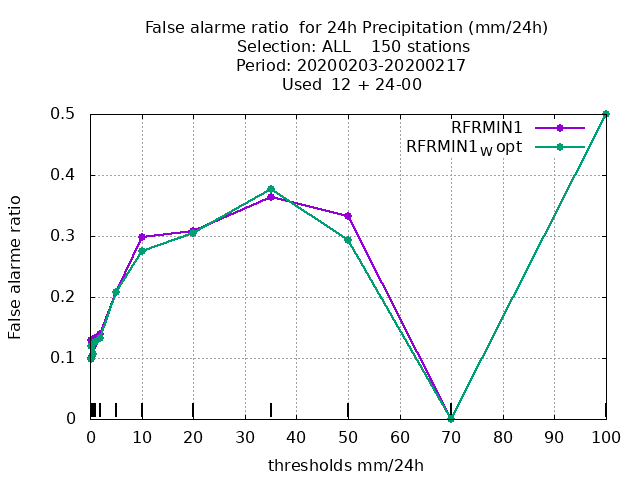 False alarme ratio  for 24h Precipitation (mm/24h)
Selection: ALL    150 stations
Period: 20200203-20200217
Used  12 + 24-00
RFRMIN1
RFRMIN1W opt
False alarme ratio
0.5
0.4
0.3
0.2
0.1
0
0 10 20 30 40 50 60 70 80 90 100
thresholds mm/24h